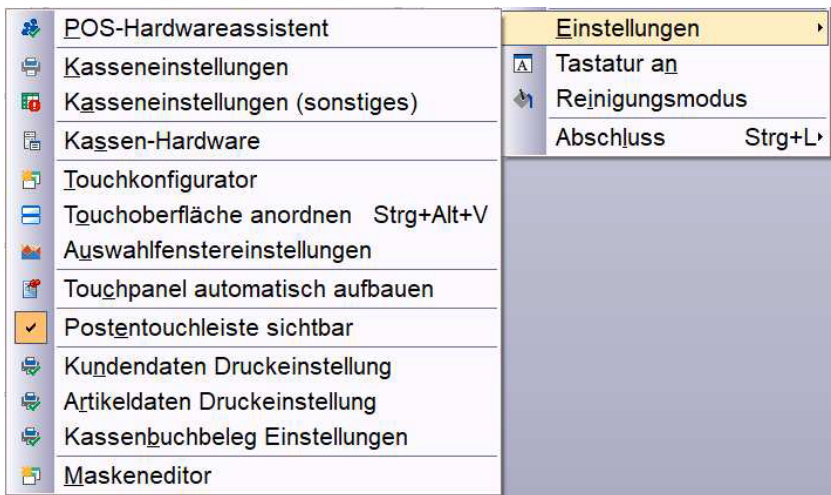 POS-Hardwareassistent
Kasseneinstellungen
Kasseneinstellungen (sonstiges)
Kassen-Hardware
Touchkonfigurator
Touchoberfläche anordnen Strg+Alt+V
Auswahlfenstereinstellungen
Touchpanel automatisch aufbauen
Postentouchleiste sichtbar
Kundendaten Druckeinstellung
Artikeldaten Druckeinstellung
Kassenbuchbeleg Einstellungen
Maskeneditor
Einstellungen
Tastatur an
Reinigungsmodus
Abschluss Strg+L